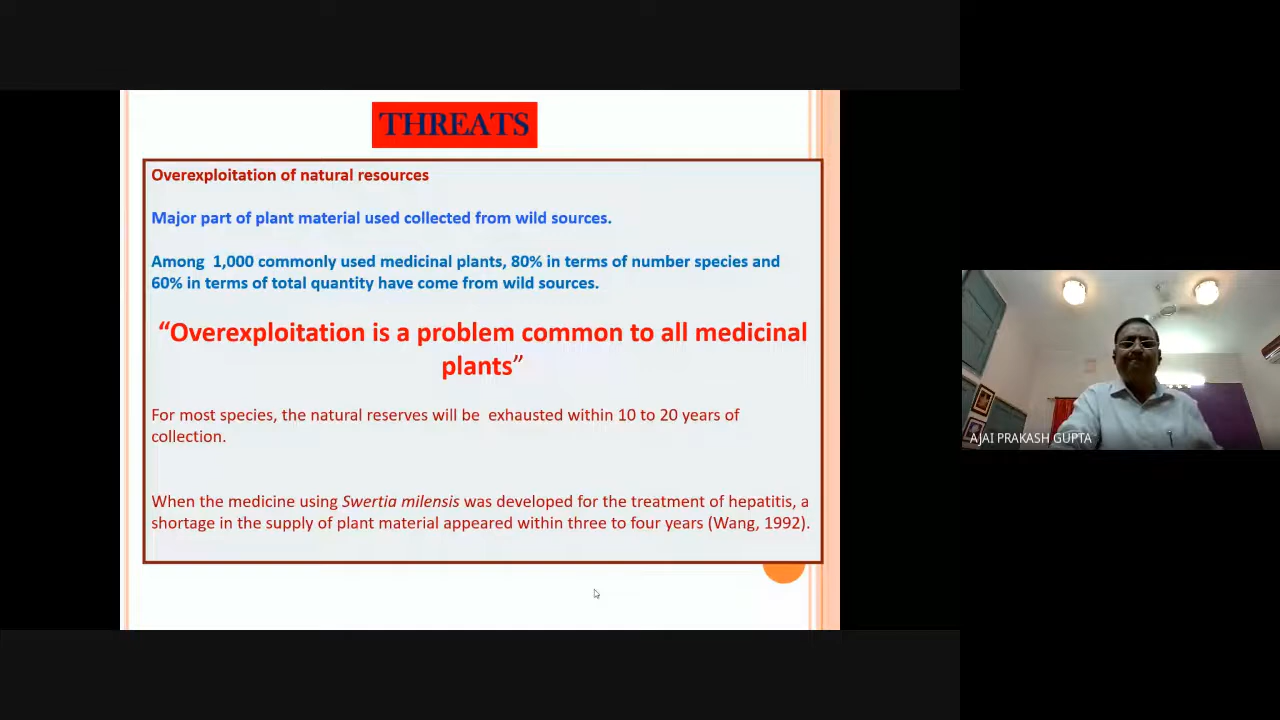 THREATS
Overexploitation of natural resources
Major part of plant material used collected from wild sources.
Among 1,000 commonly used medicinal plants, 80% in terms of number species and
60% in terms of total quantity have come from wild sources.
“Overexploitation is a problem common to all medicinal
plants”
For most species, the natural reserves will be exhausted within 10 to 20 years of
collection.
When the medicine using Swertia milensis was developed for the treatment of hepatitis, a
shortage in the supply of plant material appeared within three to four years (Wang, 1992).
AJAI PRAKASH GUPTA